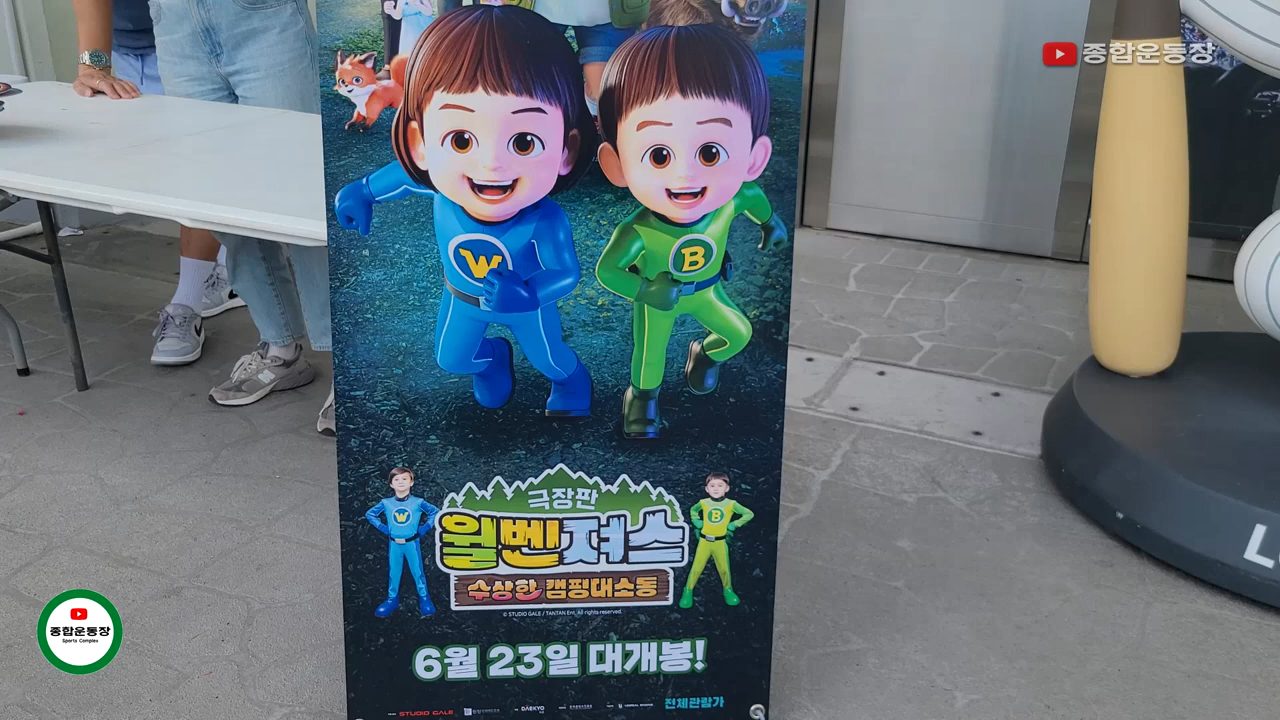 종합운동장
W
B
극장판
윌벤져스
수상한 캠핑대소동
W
B
© STUDIO GALE / TANTAN Ent. All rights reserved.
6월 23일 대개봉!
STUDIO GALE
DAEKYO
전체관람가
종합운동장
Sports Complex
L